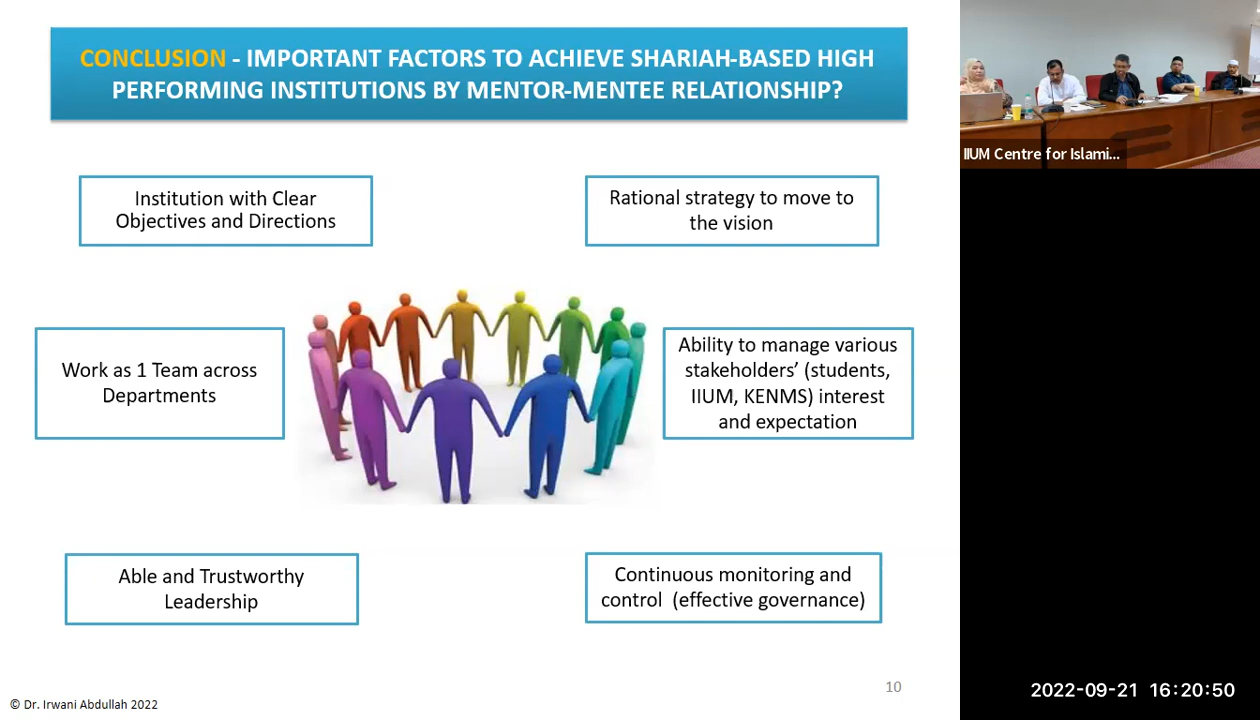 CONCLUSION - IMPORTANT FACTORS TO ACHIEVE SHARIAH-BASED HIGH
PERFORMING INSTITUTIONS BY MENTOR-MENTEE RELATIONSHIP?
Institution with Clear
Objectives and Directions
Rational strategy to move to
the vision
Work as 1 Team across
Departments
Ability to manage various
stakeholders’ (students,
IIUM, KENMS) interest
and expectation
Able and Trustworthy
Leadership
Continuous monitoring and
control (effective governance)
10
© Dr. Irwani Abdullah 2022
IIUM Centre for Islami...
2022-09-21 16:20:50